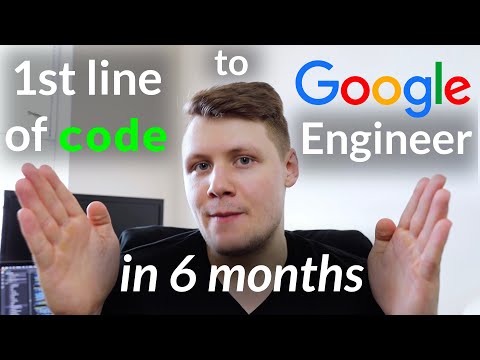 1st line
of code
to
Google
Engineer
in 6 months